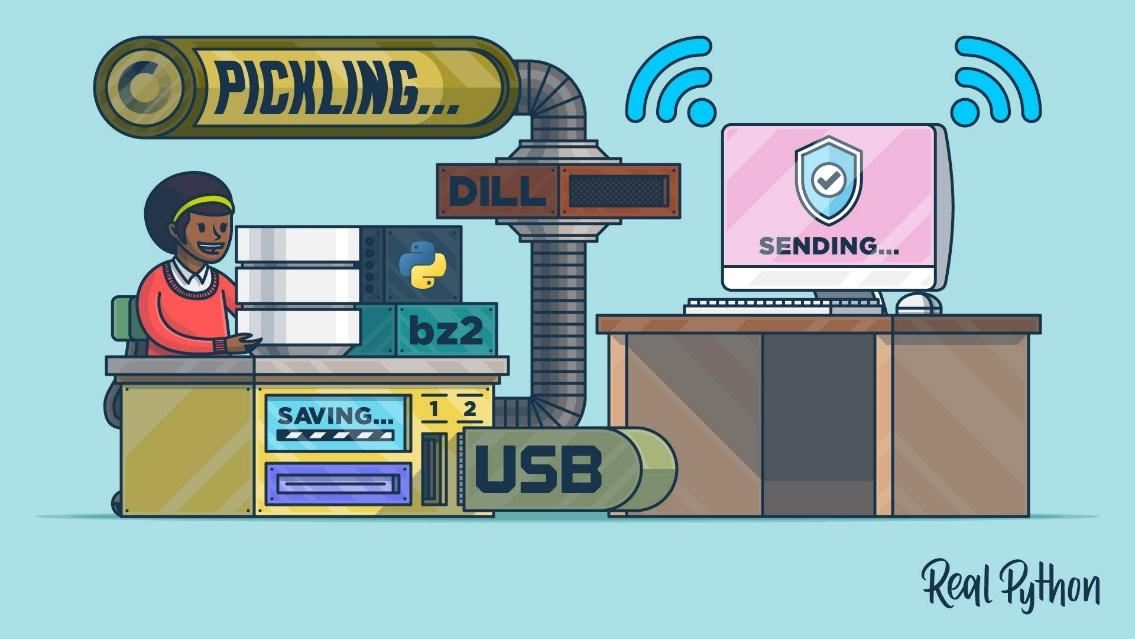 PICKLING...
DILL
SENDING...
bz2
SAVING...
1 2
USB
Real Python